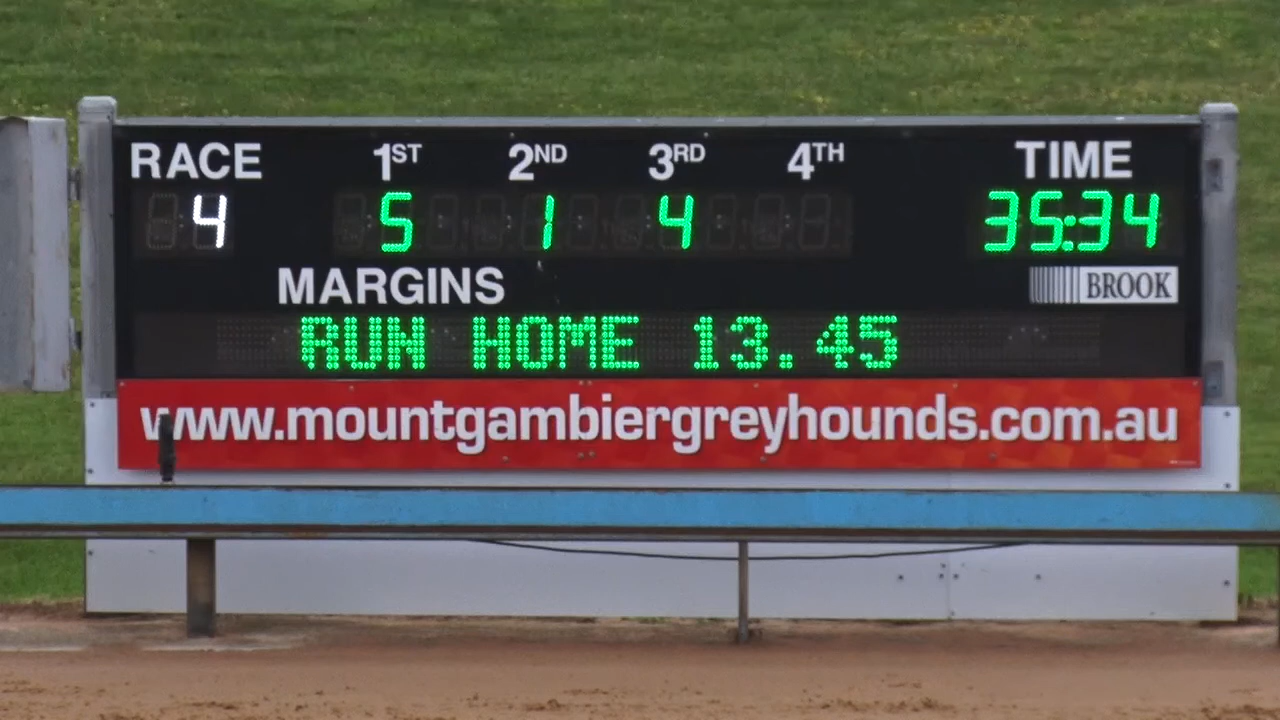 RACE 1ST 2ND 3RD 4TH TIME
4 5 1 4 35:34
MARGINS BROOK
RUN HOME 13.45
www.mountgambiergreyhounds.com.au